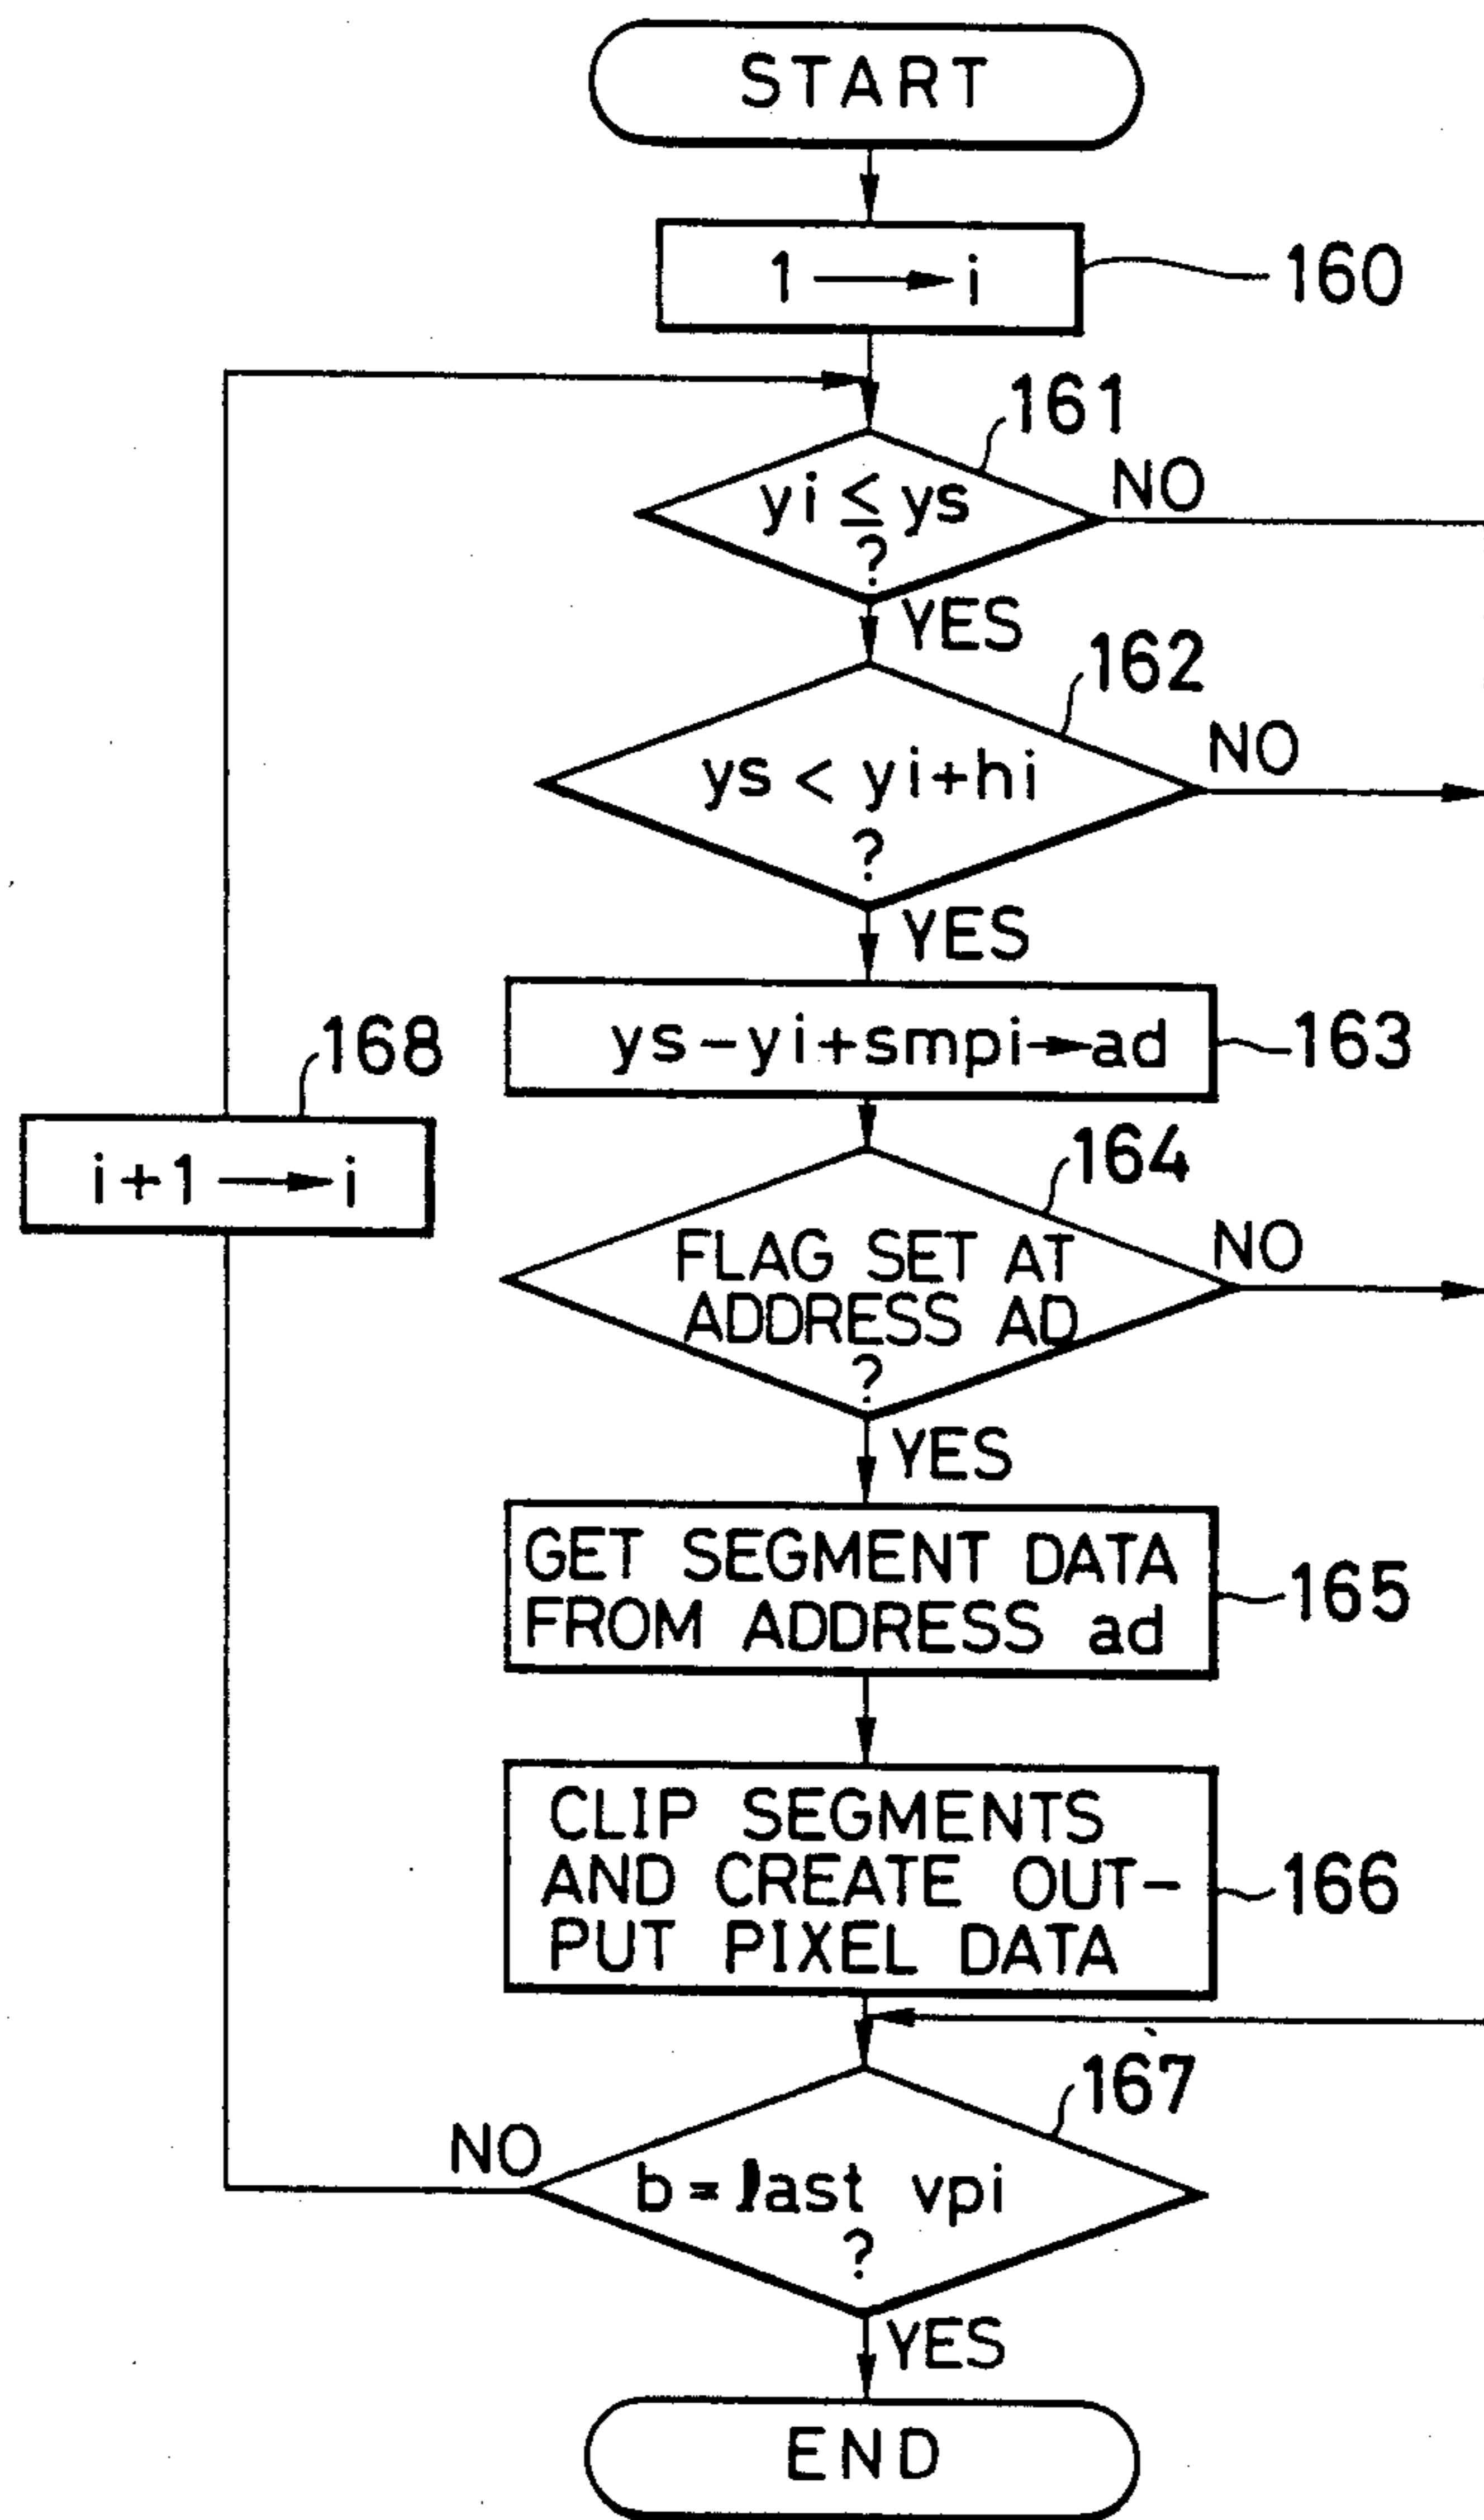 START
1 → i
160
161
yi ≤ ys
?
NO
YES
162
ys < yi+hi
?
NO
YES
ys-yi+smpi→ad
163
168
i+1 → i
164
FLAG SET AT
ADDRESS AD
?
NO
YES
GET SEGMENT DATA
FROM ADDRESS ad
165
CLIP SEGMENTS
AND CREATE OUT-
PUT PIXEL DATA
166
167
NO
b = last vpi
?
YES
END